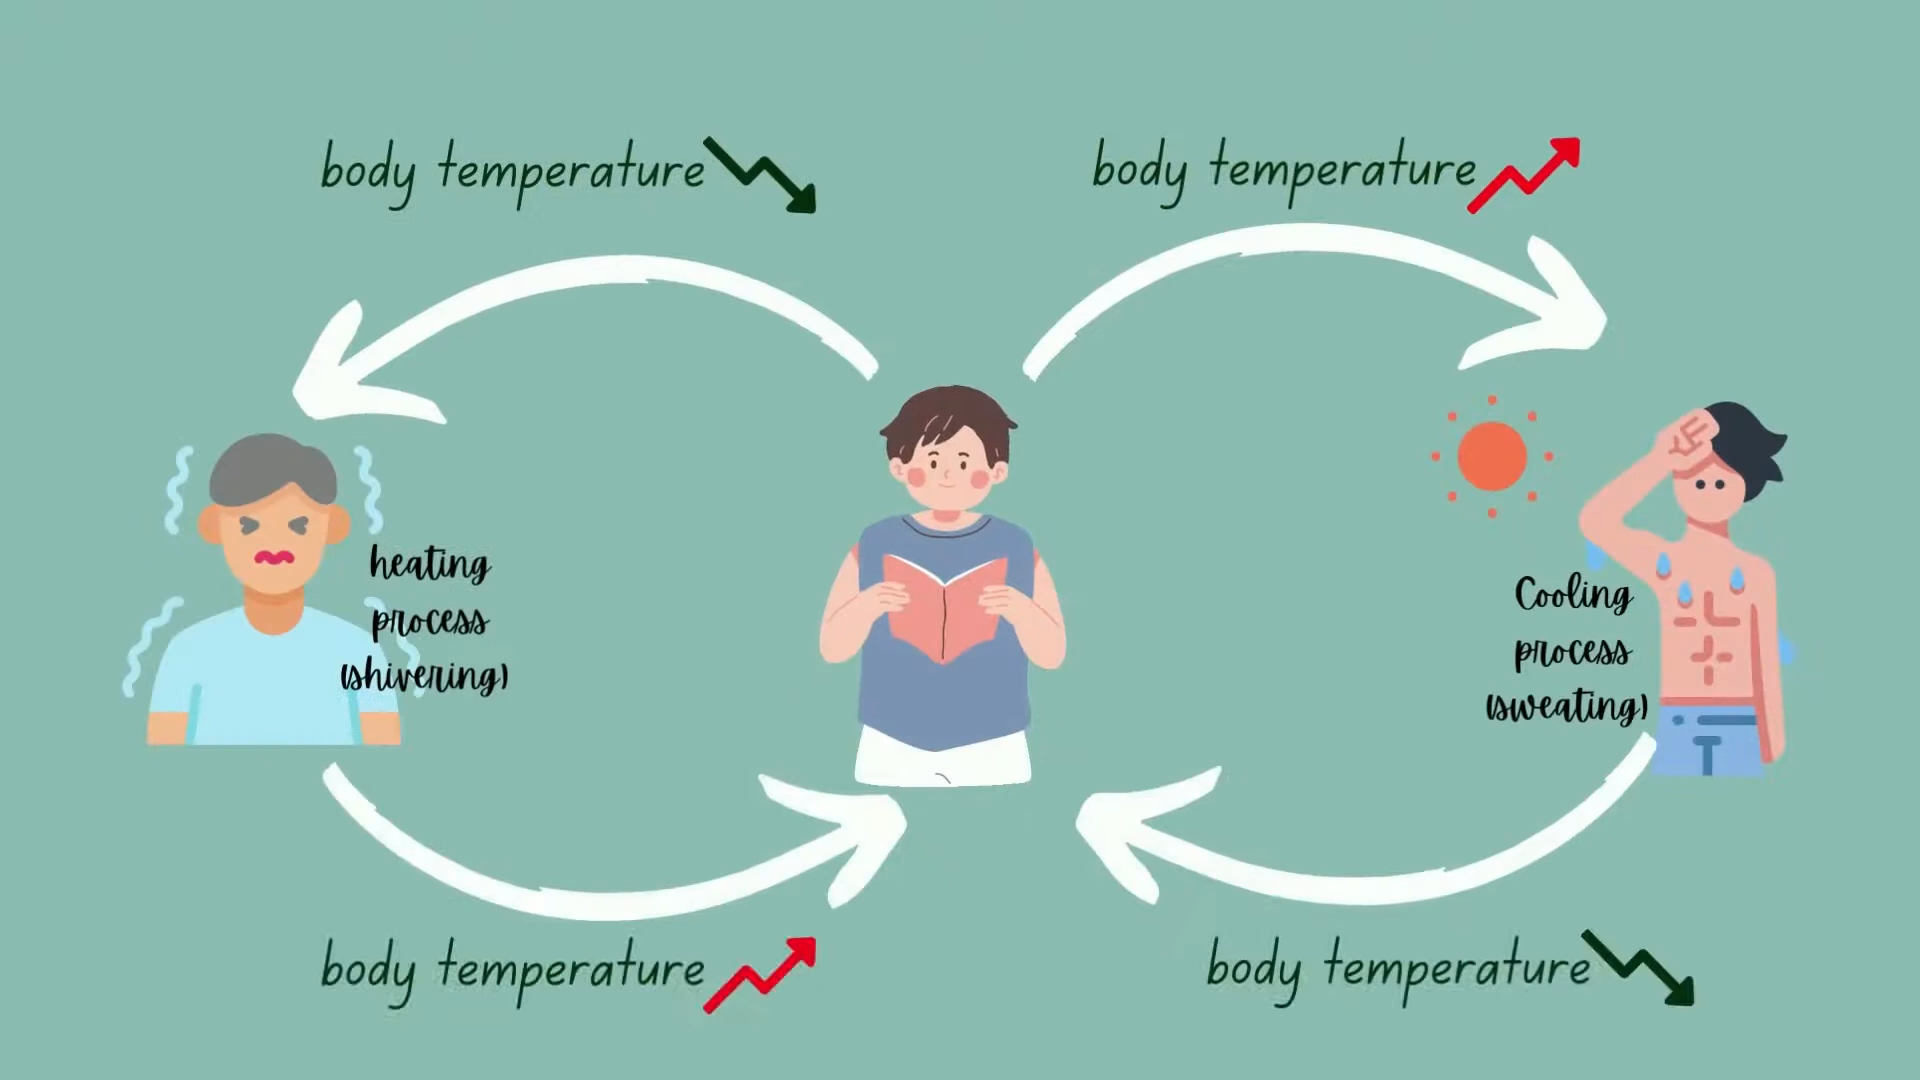 body temperature
body temperature
heating
process
(shivering)
Cooling
process
(sweating)
body temperature
body temperature